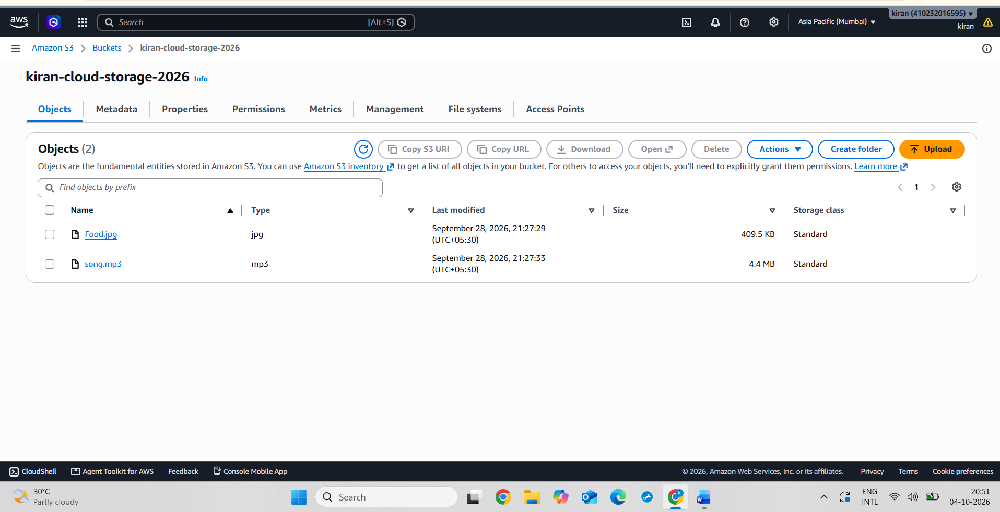 aws
Search [Alt+S]
Asia Pacific (Mumbai)
kiran (410232016595)
kiran
Amazon S3 Buckets kiran-cloud-storage-2026
kiran-cloud-storage-2026 Info
Objects Metadata Properties Permissions Metrics Management File systems Access Points
Objects (2)
Copy S3 URI Copy URL Download Open Delete Actions Create folder Upload
Objects are the fundamental entities stored in Amazon S3. You can use Amazon S3 inventory to get a list of all objects in your bucket. For others to access your objects, you'll need to explicitly grant them permissions. Learn more
Find objects by prefix
1
Name Type Last modified Size Storage class
Food.jpg jpg September 28, 2026, 21:27:29 (UTC+05:30) 409.5 KB Standard
song.mp3 mp3 September 28, 2026, 21:27:33 (UTC+05:30) 4.4 MB Standard
CloudShell Agent Toolkit for AWS Feedback Console Mobile App © 2026, Amazon Web Services, Inc. or its affiliates. Privacy Terms Cookie preferences
30°C
Partly cloudy
Search
ENG
INTL
20:51
04-10-2026